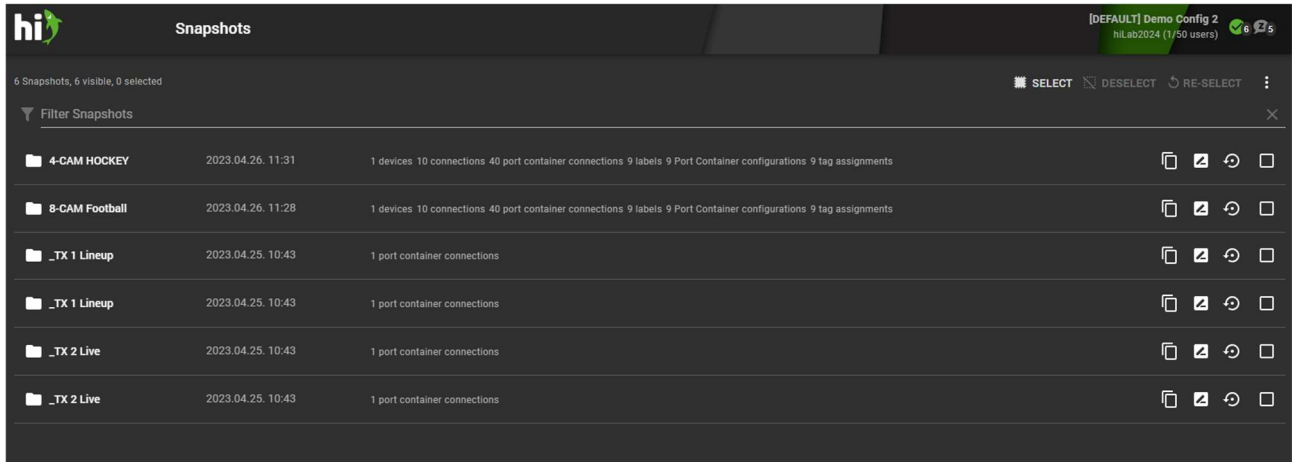 hi
Snapshots
[DEFAULT] Demo Config 2
hiLab2024 (1/50 users)
6
5
6 Snapshots, 6 visible, 0 selected
SELECT
DESELECT
RE-SELECT
Filter Snapshots
4-CAM HOCKEY 2023.04.26. 11:31 1 devices 10 connections 40 port container connections 9 labels 9 Port Container configurations 9 tag assignments
8-CAM Football 2023.04.26. 11:28 1 devices 10 connections 40 port container connections 9 labels 9 Port Container configurations 9 tag assignments
_TX 1 Lineup 2023.04.25. 10:43 1 port container connections
_TX 1 Lineup 2023.04.25. 10:43 1 port container connections
_TX 2 Live 2023.04.25. 10:43 1 port container connections
_TX 2 Live 2023.04.25. 10:43 1 port container connections